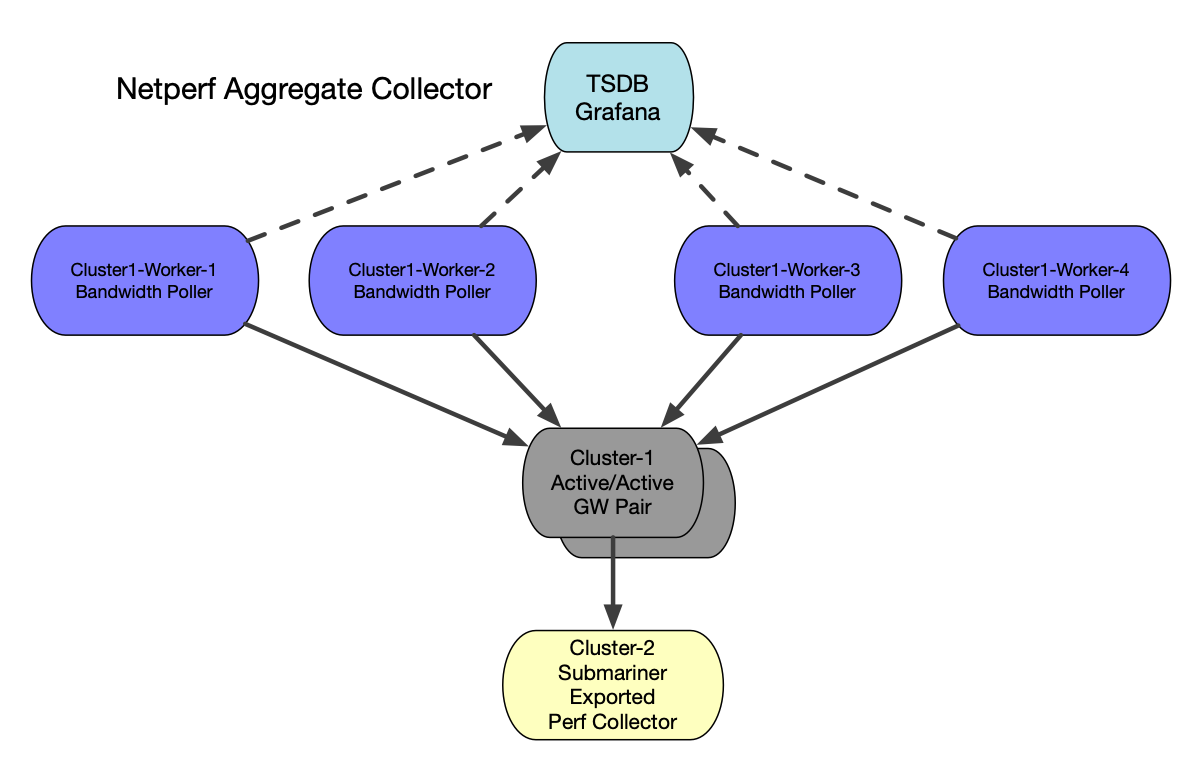 Netperf Aggregate Collector
TSDB
Grafana
Cluster1-Worker-1
Bandwidth Poller
Cluster1-Worker-2
Bandwidth Poller
Cluster1-Worker-3
Bandwidth Poller
Cluster1-Worker-4
Bandwidth Poller
Cluster-1
Active/Active
GW Pair
Cluster-2
Submariner
Exported
Perf Collector